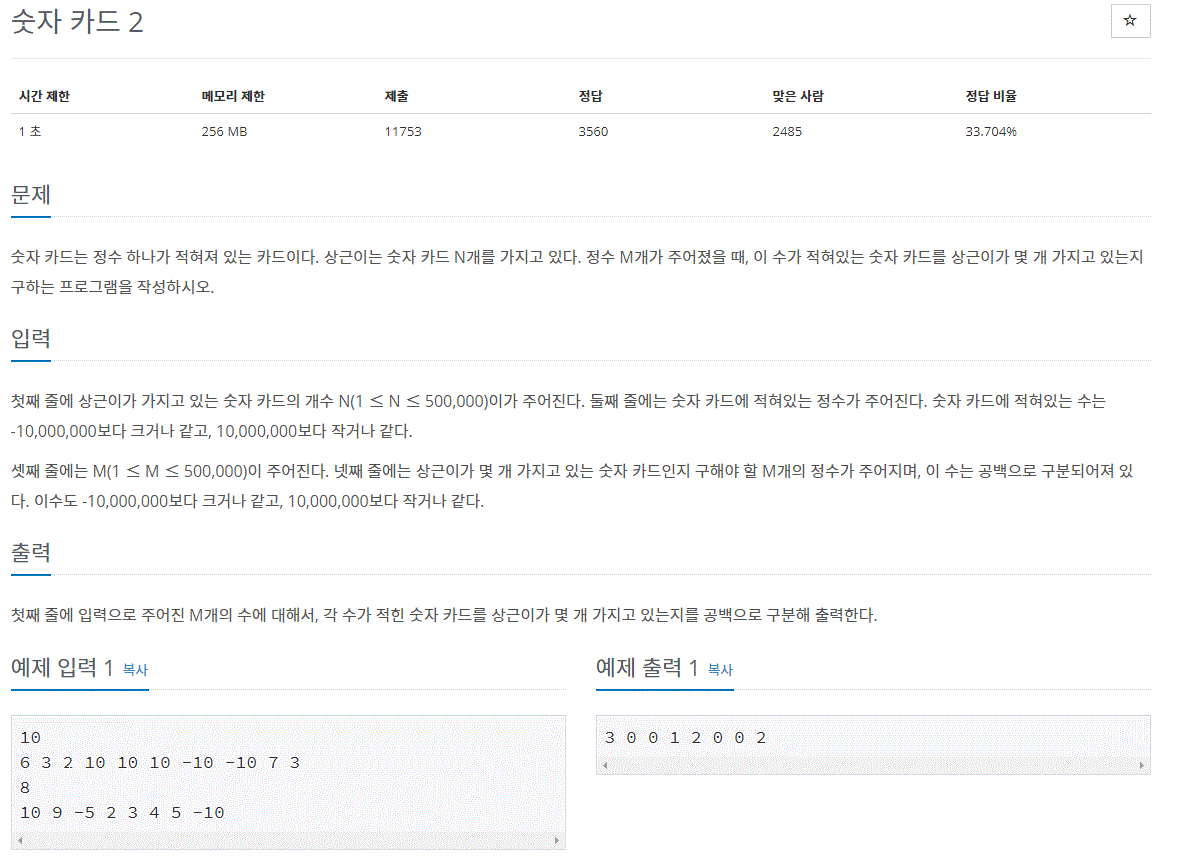 숫자 카드 2
☆
시간 제한 메모리 제한 제출 정답 맞은 사람 정답 비율
1 초 256 MB 11753 3560 2485 33.704%
문제
숫자 카드는 정수 하나가 적혀져 있는 카드이다. 상근이는 숫자 카드 N개를 가지고 있다. 정수 M개가 주어졌을 때, 이 수가 적혀있는 숫자 카드를 상근이가 몇 개 가지고 있는지
구하는 프로그램을 작성하시오.
입력
첫째 줄에 상근이가 가지고 있는 숫자 카드의 개수 N(1 ≤ N ≤ 500,000)이가 주어진다. 둘째 줄에는 숫자 카드에 적혀있는 정수가 주어진다. 숫자 카드에 적혀있는 수는
-10,000,000보다 크거나 같고, 10,000,000보다 작거나 같다.
셋째 줄에는 M(1 ≤ M ≤ 500,000)이 주어진다. 넷째 줄에는 상근이가 몇 개 가지고 있는 숫자 카드인지 구해야 할 M개의 정수가 주어지며, 이 수는 공백으로 구분되어져 있
다. 이수도 -10,000,000보다 크거나 같고, 10,000,000보다 작거나 같다.
출력
첫째 줄에 입력으로 주어진 M개의 수에 대해서, 각 수가 적힌 숫자 카드를 상근이가 몇 개 가지고 있는지를 공백으로 구분해 출력한다.
예제 입력 1 복사
10
6 3 2 10 10 10 -10 -10 7 3
8
10 9 -5 2 3 4 5 -10
예제 출력 1 복사
3 0 0 1 2 0 0 2